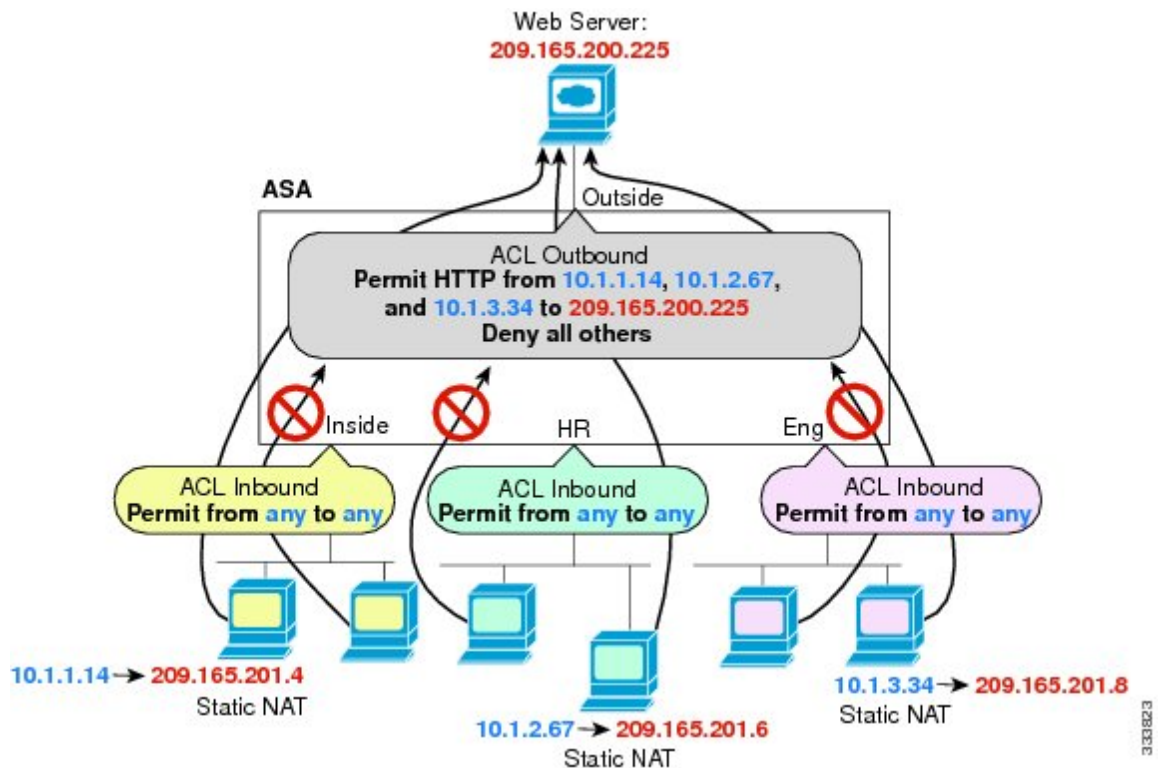 Web Server:
209.165.200.225
ASA
Outside
ACL Outbound
Permit HTTP from 10.1.1.14, 10.1.2.67,
and 10.1.3.34 to 209.165.200.225
Deny all others
Inside
HR
Eng
ACL Inbound
Permit from any to any
ACL Inbound
Permit from any to any
ACL Inbound
Permit from any to any
10.1.1.14
209.165.201.4
Static NAT
10.1.2.67
209.165.201.6
Static NAT
10.1.3.34
209.165.201.8
Static NAT
333823